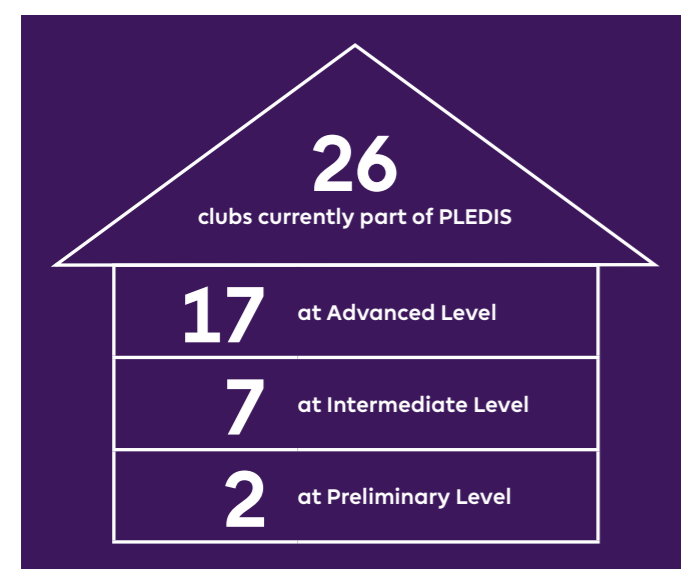 26
clubs currently part of PLEDIS
17 at Advanced Level
7 at Intermediate Level
2 at Preliminary Level